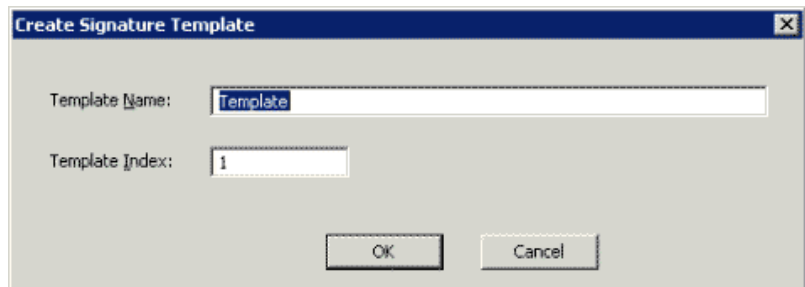 Create Signature Template
Template Name: Template
Template Index: 1
OK Cancel